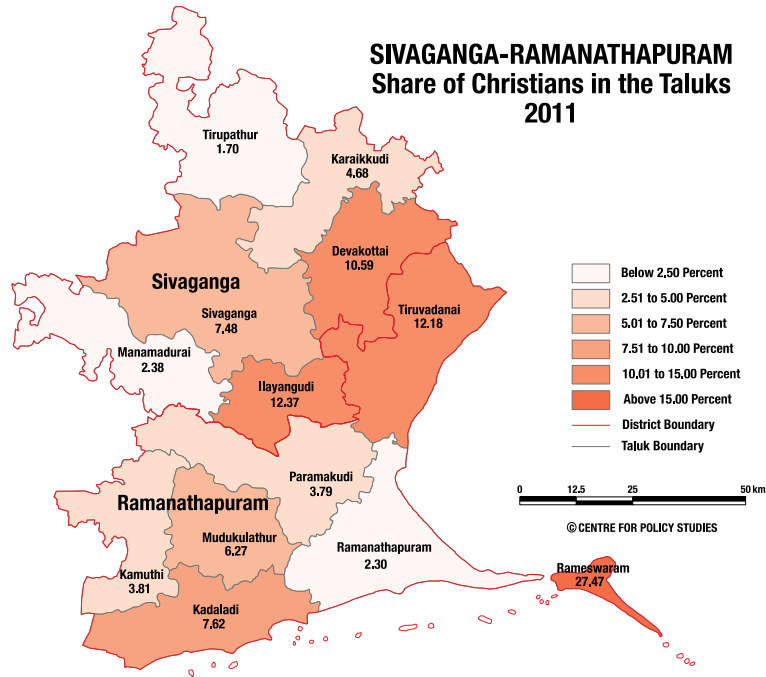 SIVAGANGA-RAMANATHAPURAM
Share of Christians in the Taluks
2011
Tirupathur
1.70
Karaikkudi
4.68
Devakottai
10.59
Sivaganga
Sivaganga
7.48
Tiruvadanai
12.18
Manamadurai
2.38
Ilayangudi
12.37
Below 2.50 Percent
2.51 to 5.00 Percent
5.01 to 7.50 Percent
7.51 to 10.00 Percent
10.01 to 15.00 Percent
Above 15.00 Percent
District Boundary
Taluk Boundary
Paramakudi
3.79
Ramanathapuram
Mudukulathur
6.27
Ramanathapuram
2.30
Kamuthi
3.81
Kadaladi
7.62
0 12.5 25 50 km
© CENTRE FOR POLICY STUDIES
Rameswaram
27.47